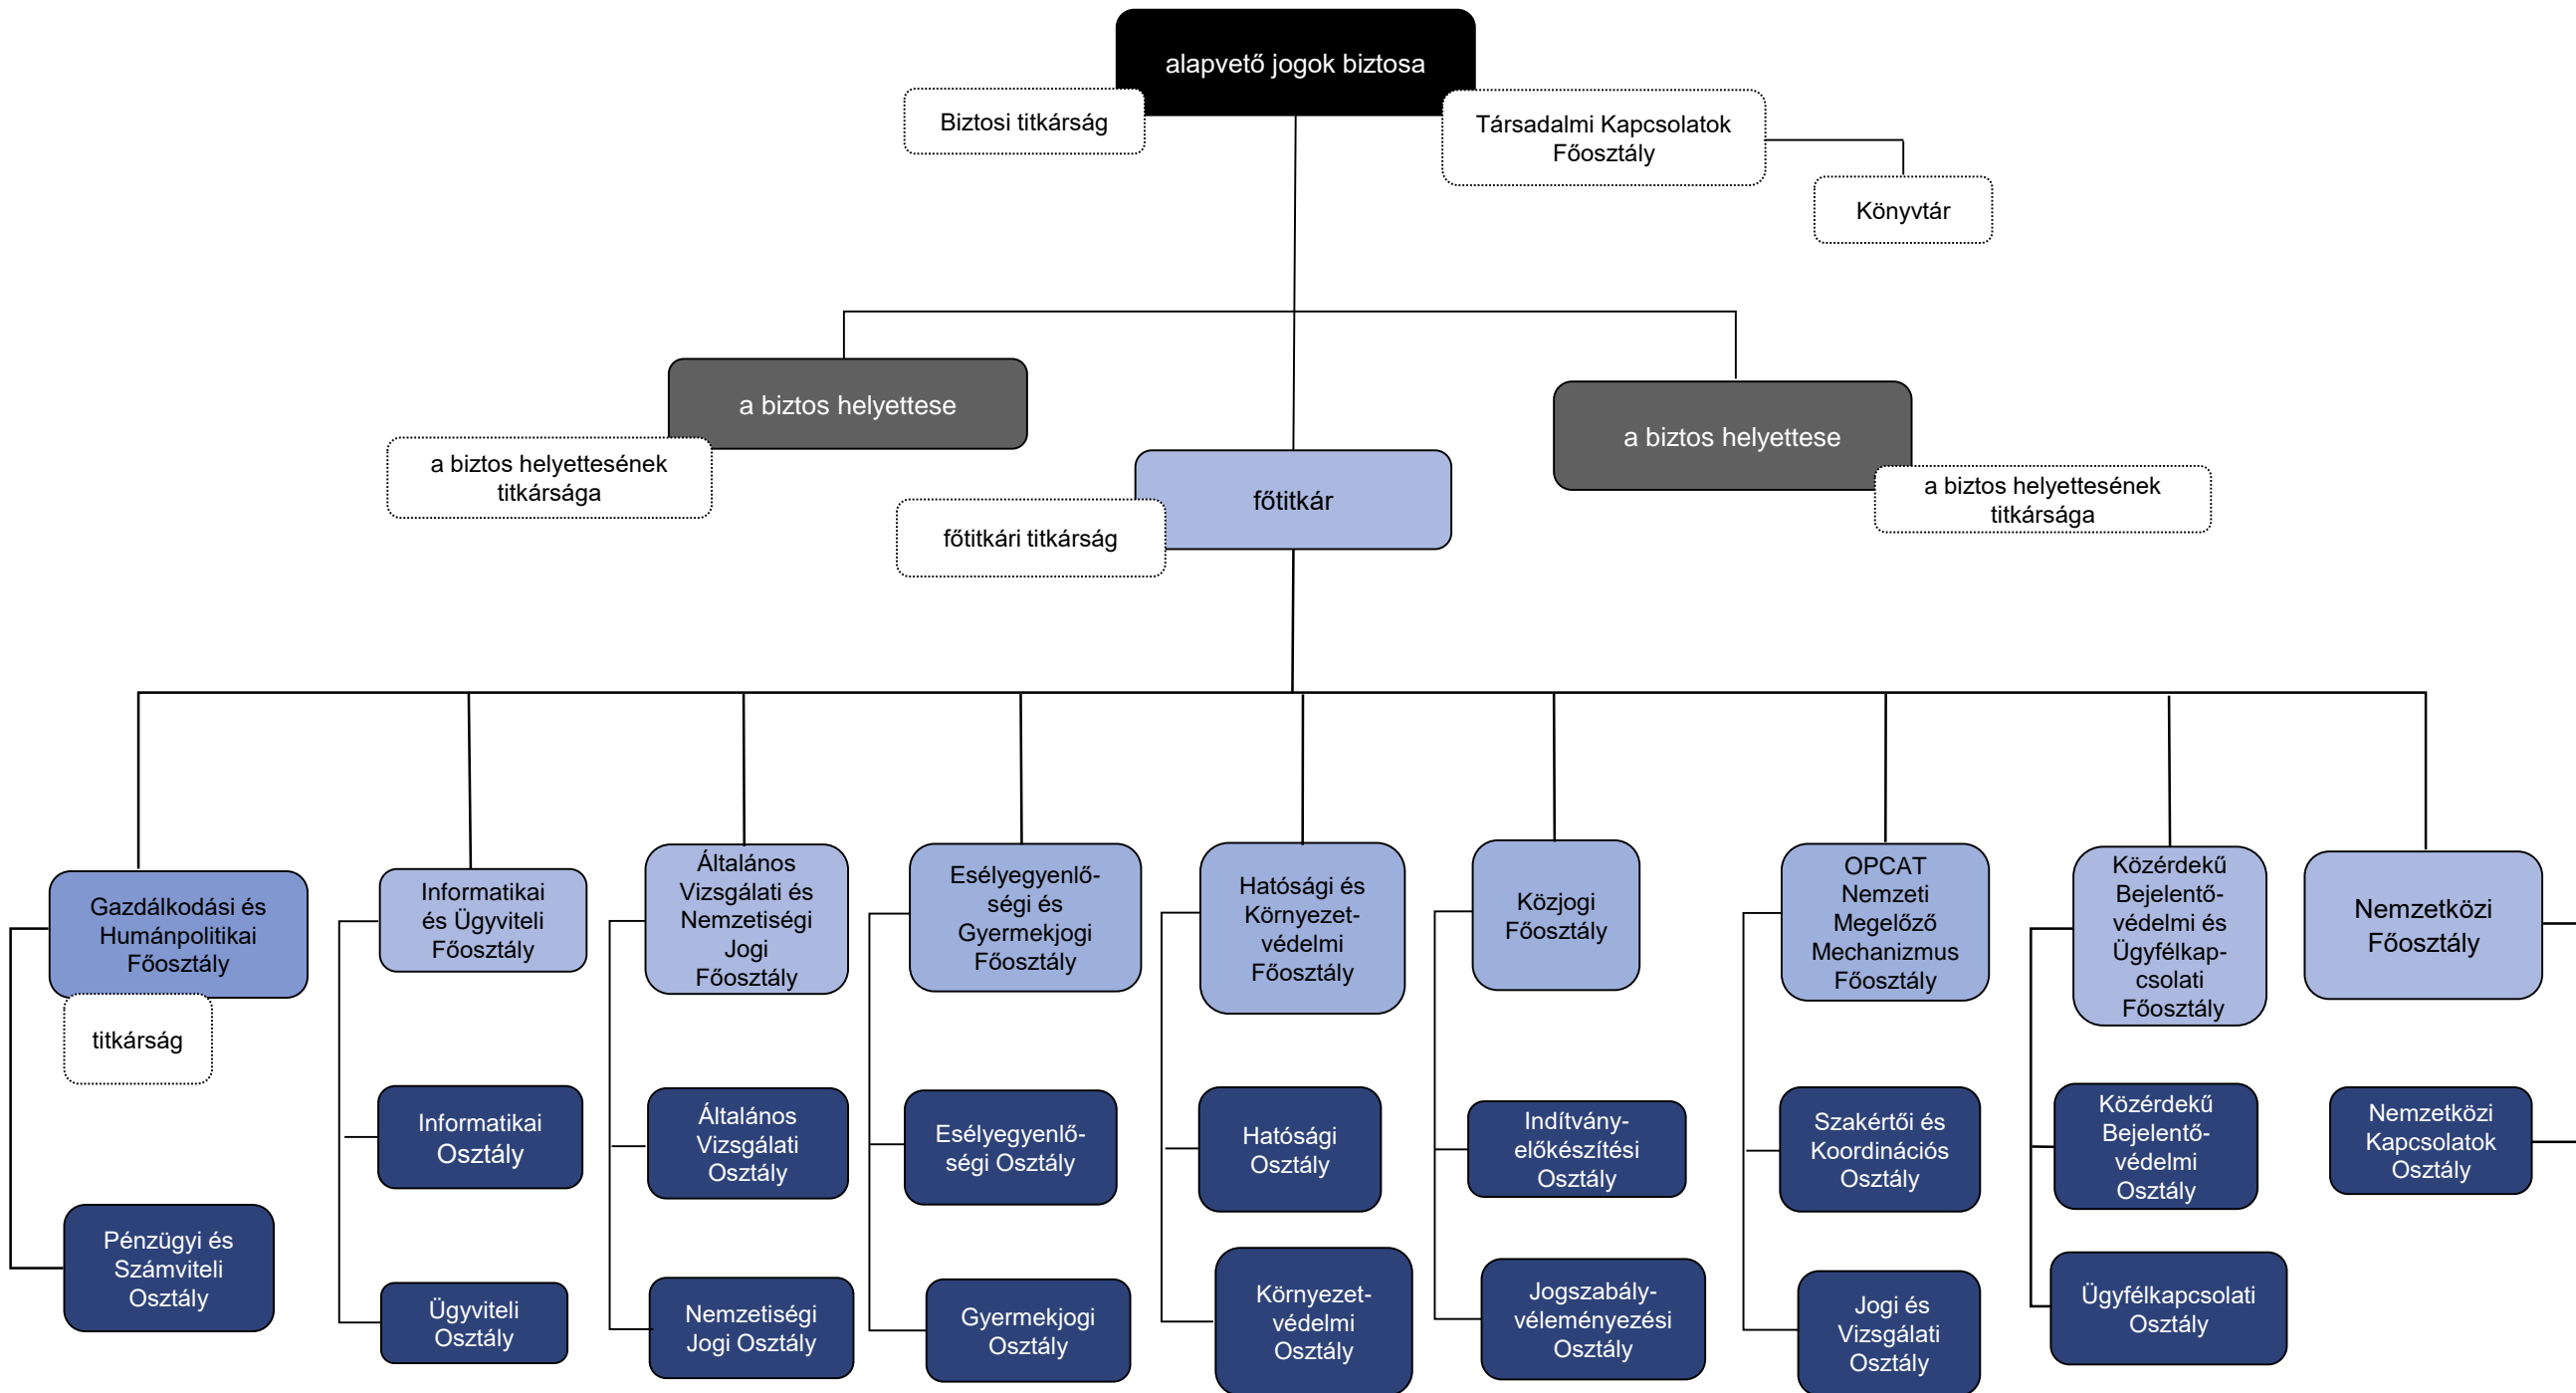 alapvető jogok biztosa
Biztosi titkárság
Társadalmi Kapcsolatok
Főosztály
Könyvtár
a biztos helyettese
a biztos helyettesének
titkársága
a biztos helyettese
a biztos helyettesének
titkársága
főtitkár
főtitkári titkárság
Gazdálkodási és
Humánpolitikai
Főosztály
titkárság
Pénzügyi és
Számviteli
Osztály
Informatikai
és Ügyviteli
Főosztály
Informatikai
Osztály
Ügyviteli
Osztály
Általános
Vizsgálati és
Nemzetiségi
Jogi
Főosztály
Általános
Vizsgálati
Osztály
Nemzetiségi
Jogi Osztály
Esélyegyenlő-
ségi és
Gyermekjogi
Főosztály
Esélyegyenlő-
ségi Osztály
Gyermekjogi
Osztály
Hatósági és
Környezet-
védelmi
Főosztály
Hatósági
Osztály
Környezet-
védelmi
Osztály
Közjogi
Főosztály
Indítvány-
előkészítési
Osztály
Jogszabály-
véleményezési
Osztály
OPCAT
Nemzeti
Megelőző
Mechanizmus
Főosztály
Szakértői és
Koordinációs
Osztály
Jogi és
Vizsgálati
Osztály
Közérdekű
Bejelentő-
védelmi és
Ügyfélkap-
csolati
Főosztály
Közérdekű
Bejelentő-
védelmi
Osztály
Ügyfélkapcsolati
Osztály
Nemzetközi
Főosztály
Nemzetközi
Kapcsolatok
Osztály